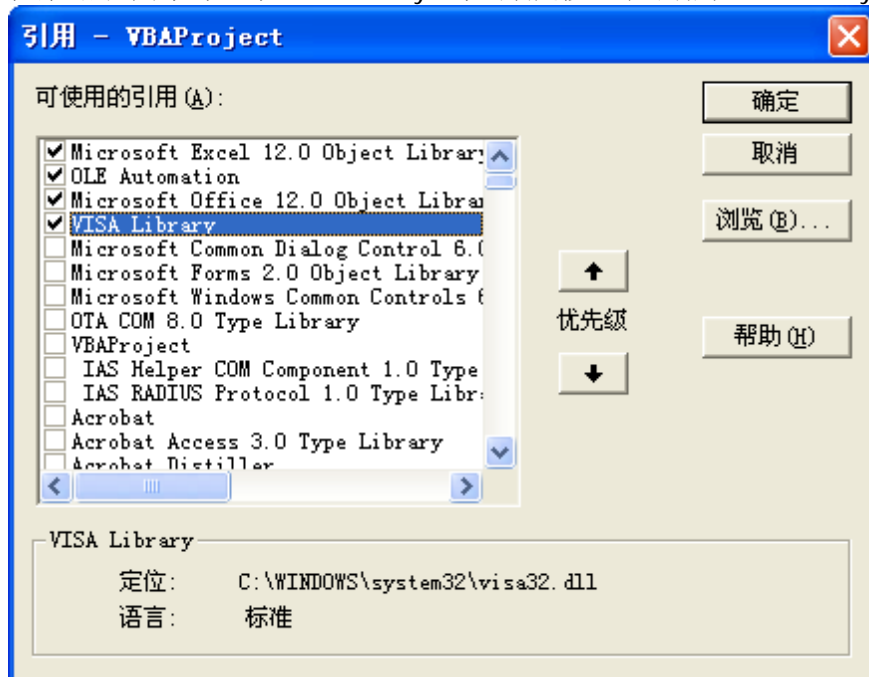 引用 - VBAProject
可使用的引用(A):
Microsoft Excel 12.0 Object Library
OLE Automation
Microsoft Office 12.0 Object Librar
VISA Library
Microsoft Common Dialog Control 6.0
Microsoft Forms 2.0 Object Library
Microsoft Windows Common Controls 6
OTA COM 8.0 Type Library
VBAProject
IAS Helper COM Component 1.0 Type
IAS RADIUS Protocol 1.0 Type Libr
Acrobat
Acrobat Access 3.0 Type Library
Acrobat Distiller
优先级
确定
取消
浏览(B)...
帮助(H)
VISA Library
定位: C:\WINDOWS\system32\visa32.dll
语言: 标准